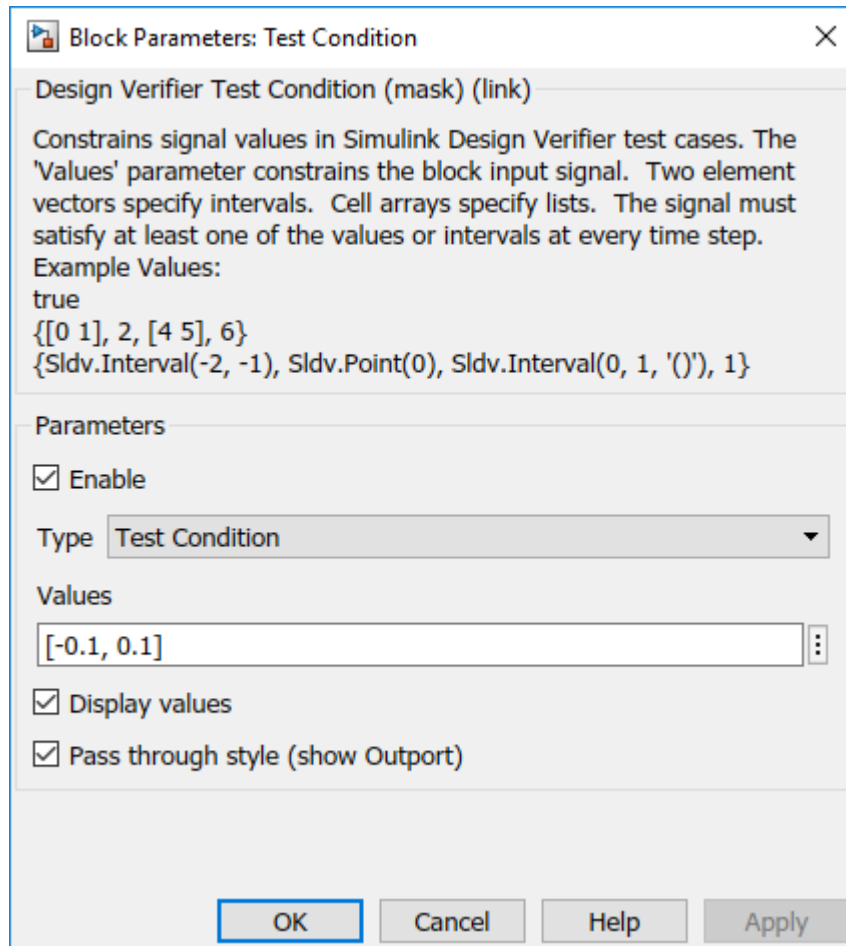 Block Parameters: Test Condition
Design Verifier Test Condition (mask) (link)
Constrains signal values in Simulink Design Verifier test cases. The
'Values' parameter constrains the block input signal.  Two element
vectors specify intervals.  Cell arrays specify lists.  The signal must
satisfy at least one of the values or intervals at every time step.
Example Values:
true
{[0 1], 2, [4 5], 6}
{Sldv.Interval(-2, -1), Sldv.Point(0), Sldv.Interval(0, 1, '()'), 1}
Parameters
Enable
Type Test Condition
Values
[-0.1, 0.1]
Display values
Pass through style (show Outport)
OK Cancel Help Apply